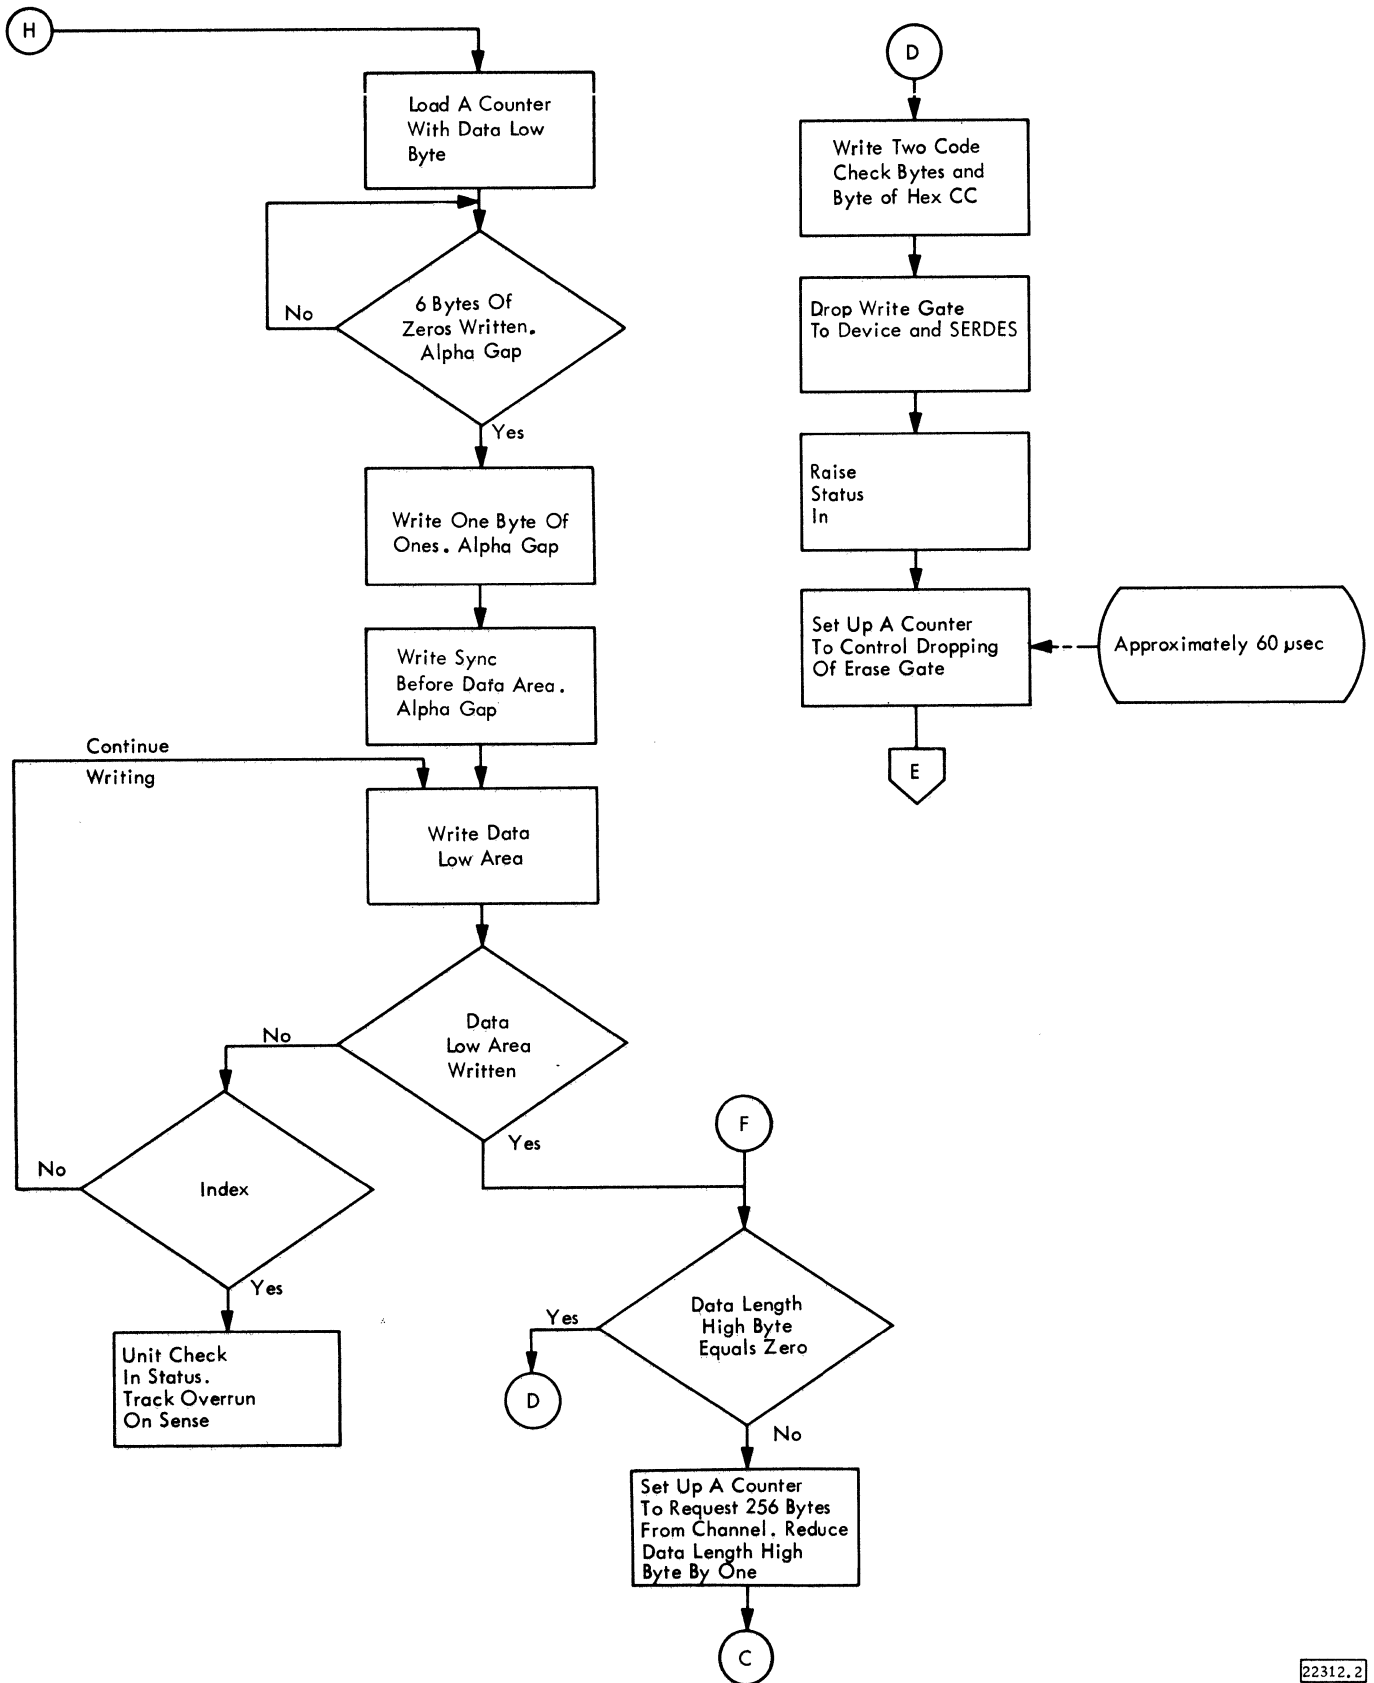 H
Load A Counter
With Data Low
Byte
No
6 Bytes Of
Zeros Written.
Alpha Gap
Yes
Write One Byte Of
Ones. Alpha Gap
Write Sync
Before Data Area.
Alpha Gap
Continue
Writing
Write Data
Low Area
No
Data
Low Area
Written
Yes
No
Index
Yes
Unit Check
In Status.
Track Overrun
On Sense
F
Data Length
High Byte
Equals Zero
Yes
D
No
Set Up A Counter
To Request 256 Bytes
From Channel. Reduce
Data Length High
Byte By One
C
D
Write Two Code
Check Bytes and
Byte of Hex CC
Drop Write Gate
To Device and SERDES
Raise
Status
In
Set Up A Counter
To Control Dropping
Of Erase Gate
Approximately 60 µsec
E
22312.2